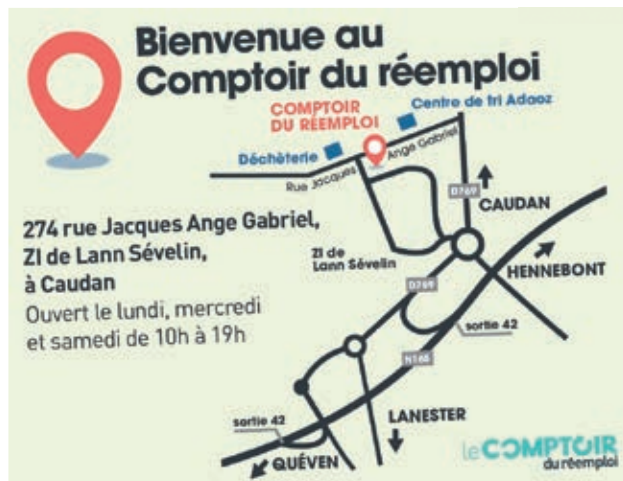 Bienvenue au
Comptoir du réemploi
COMPTOIR
DU RÉEMPLOI
Centre de tri Adaoz
Déchèterie
Rue Jacques Ange Gabriel
D769
CAUDAN
274 rue Jacques Ange Gabriel,
ZI de Lann Sévelin,
à Caudan
Ouvert le lundi, mercredi
et samedi de 10h à 19h
ZI de
Lann Sévelin
HENNEBONT
D769
sortie 42
N165
LANESTER
sortie 42
QUÉVEN
le COMPTOIR
du réemploi